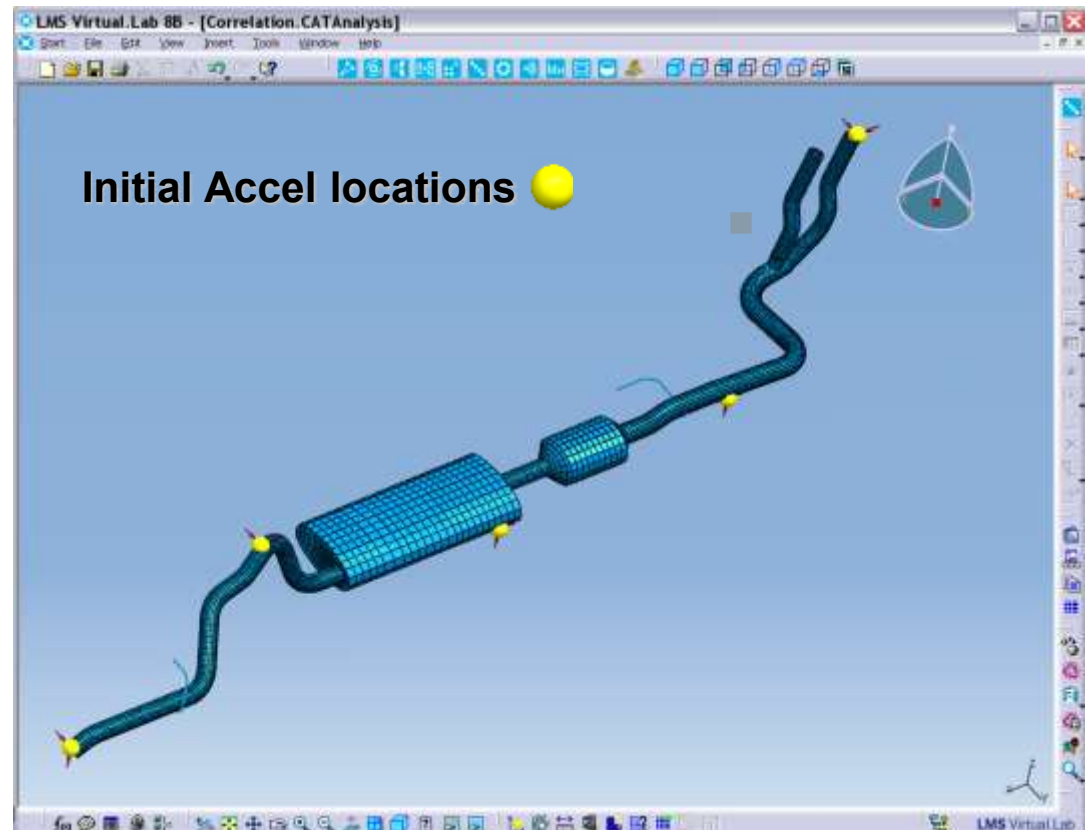 LMS Virtual.Lab 8B - [Correlation.CATAnalysis]
Start File Edit View Insert Tools Window Help
Initial Accel locations
LMS Virtual.Lab